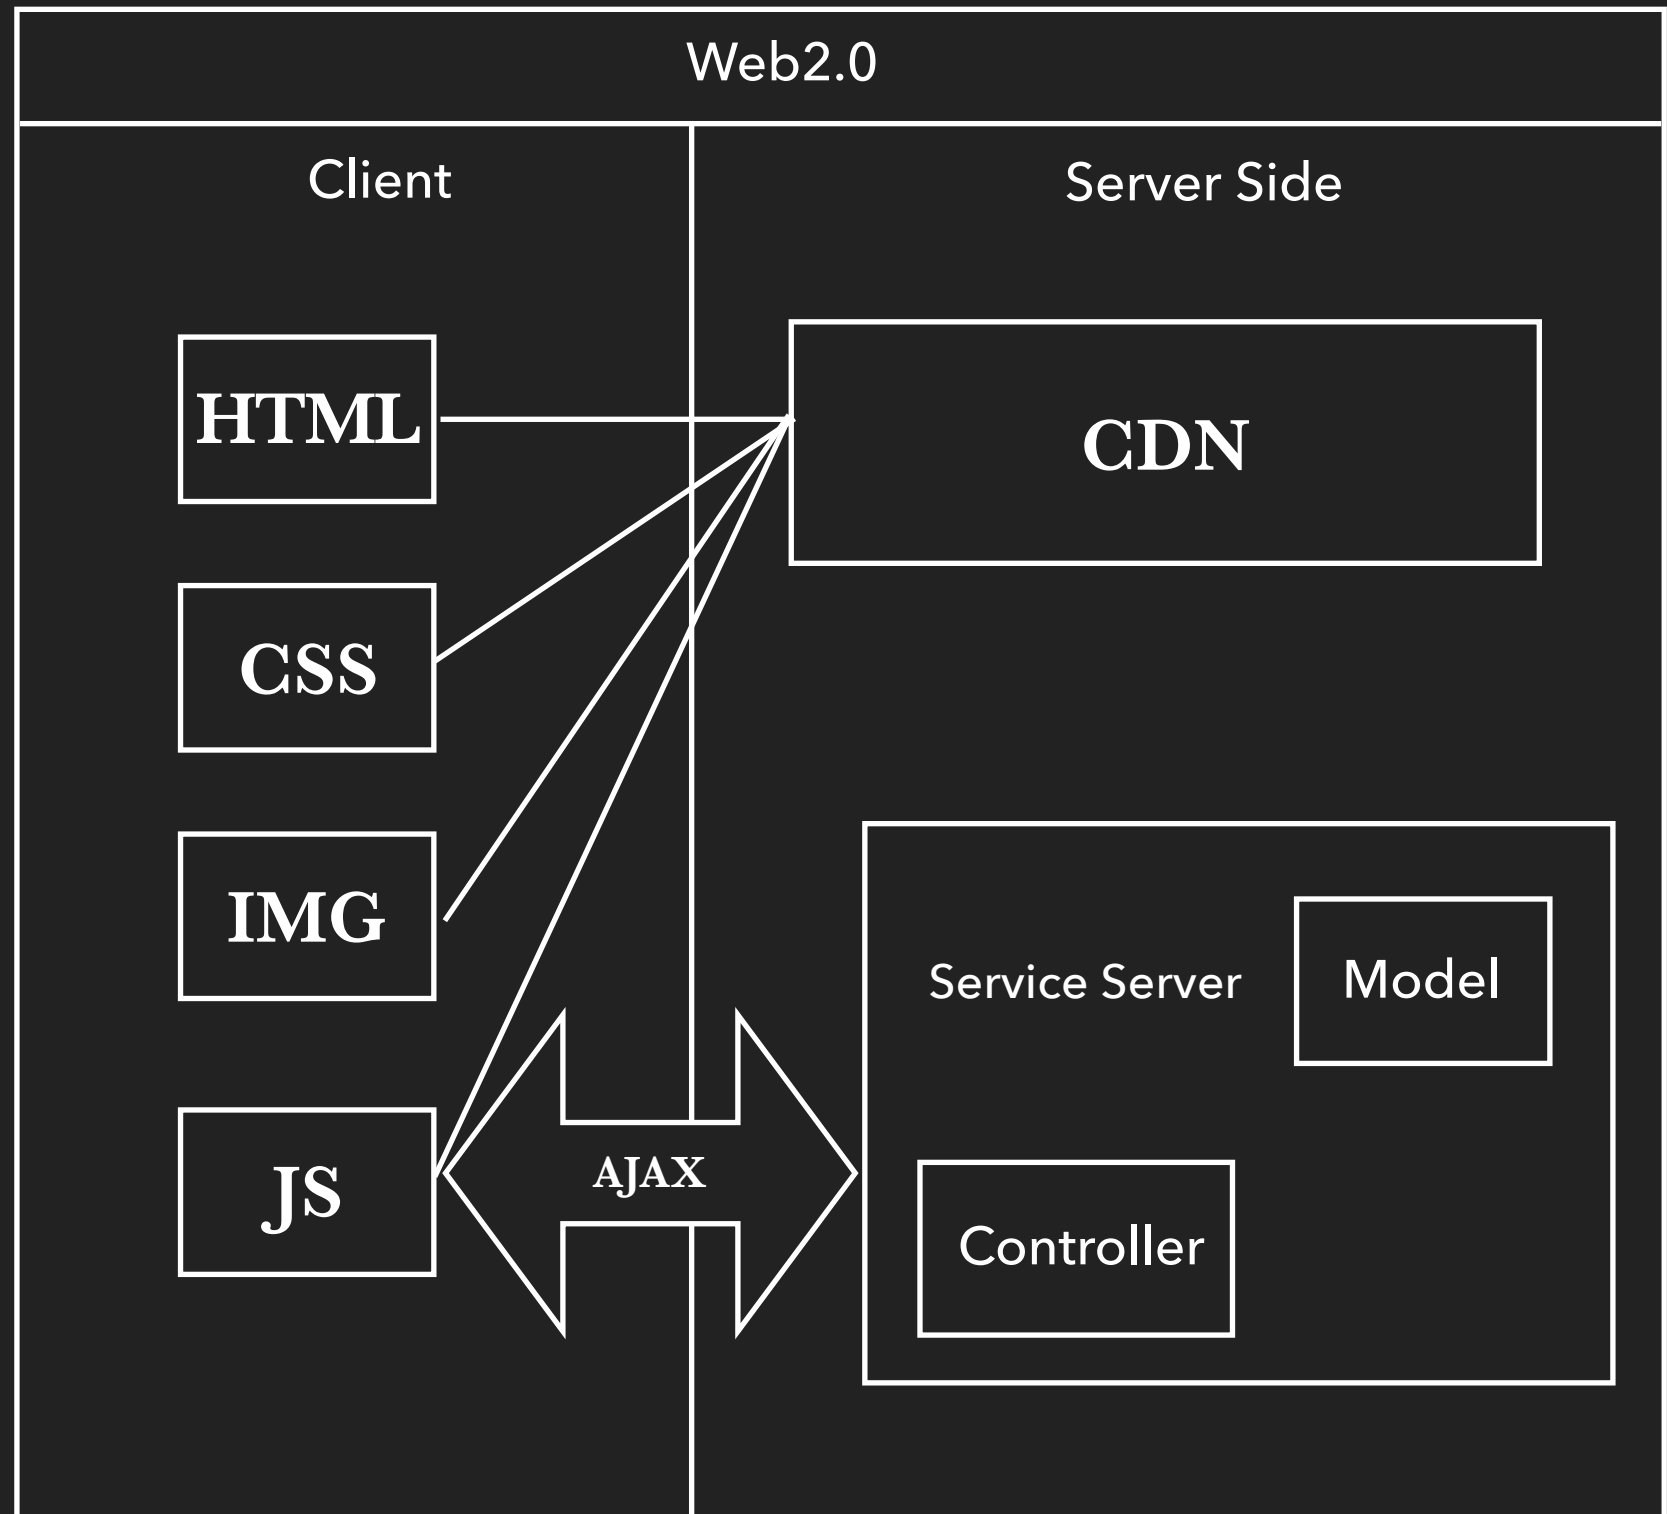 Web2.0
Client
Server Side
HTML
CDN
CSS
IMG
Service Server
Model
JS
AJAX
Controller